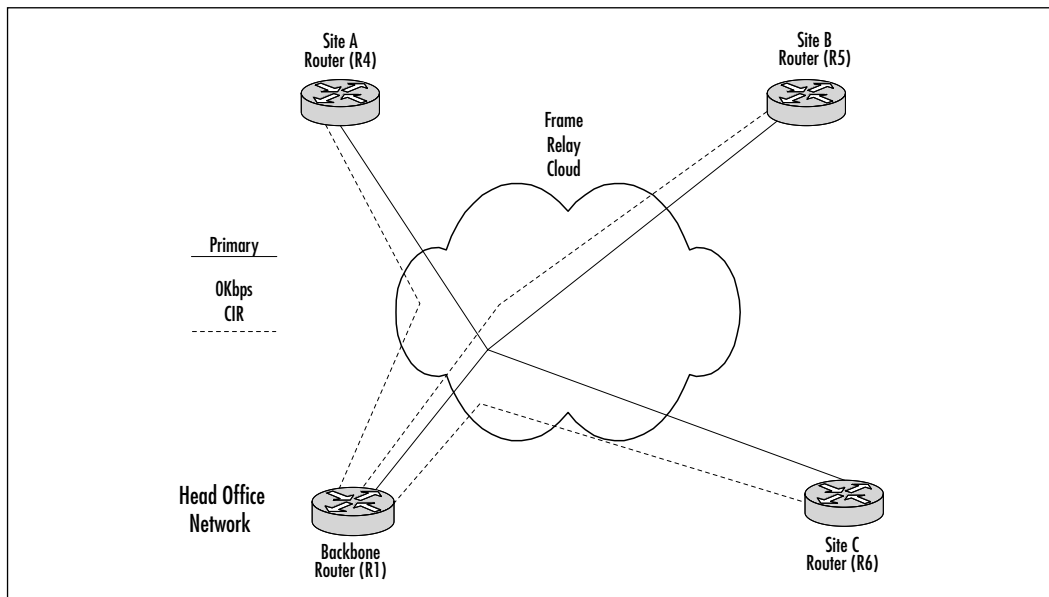 Site A
Router (R4)
Site B
Router (R5)
Frame
Relay
Cloud
Primary
0Kbps
CIR
Head Office
Network
Backbone
Router (R1)
Site C
Router (R6)